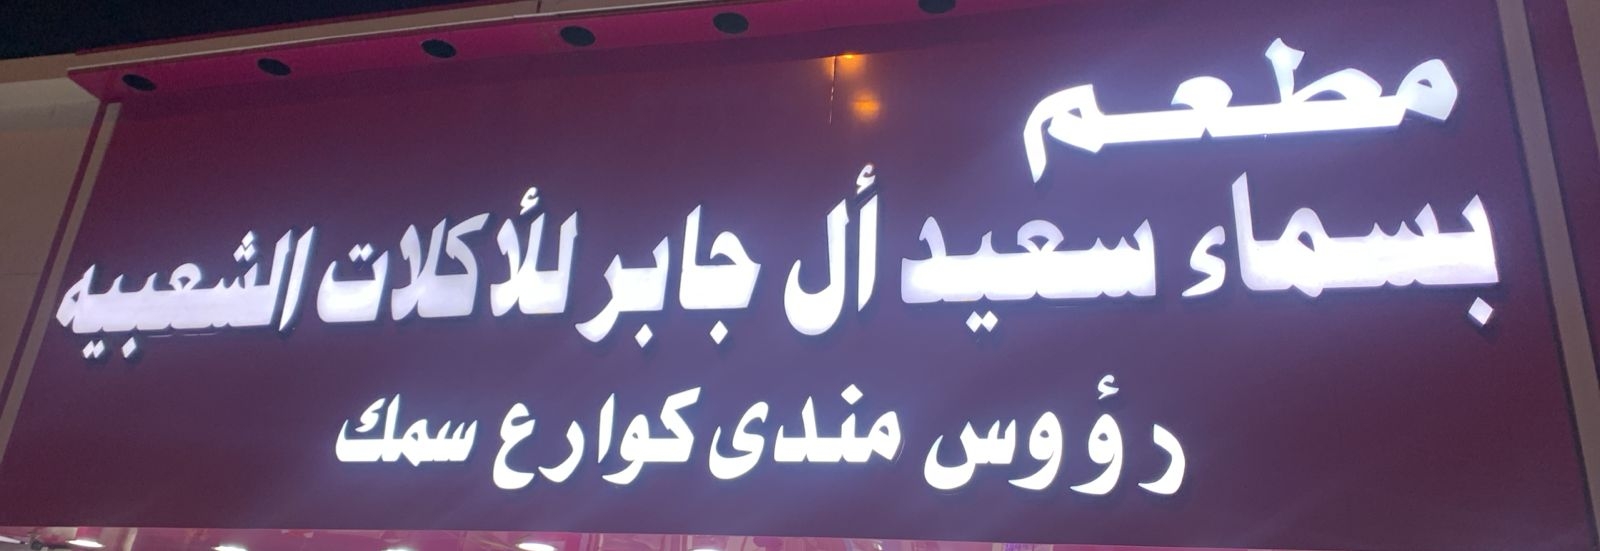 مطعم
بسماء سعيد أل جابر للأكلات الشعبيه
رؤوس مندى كوارع سمك